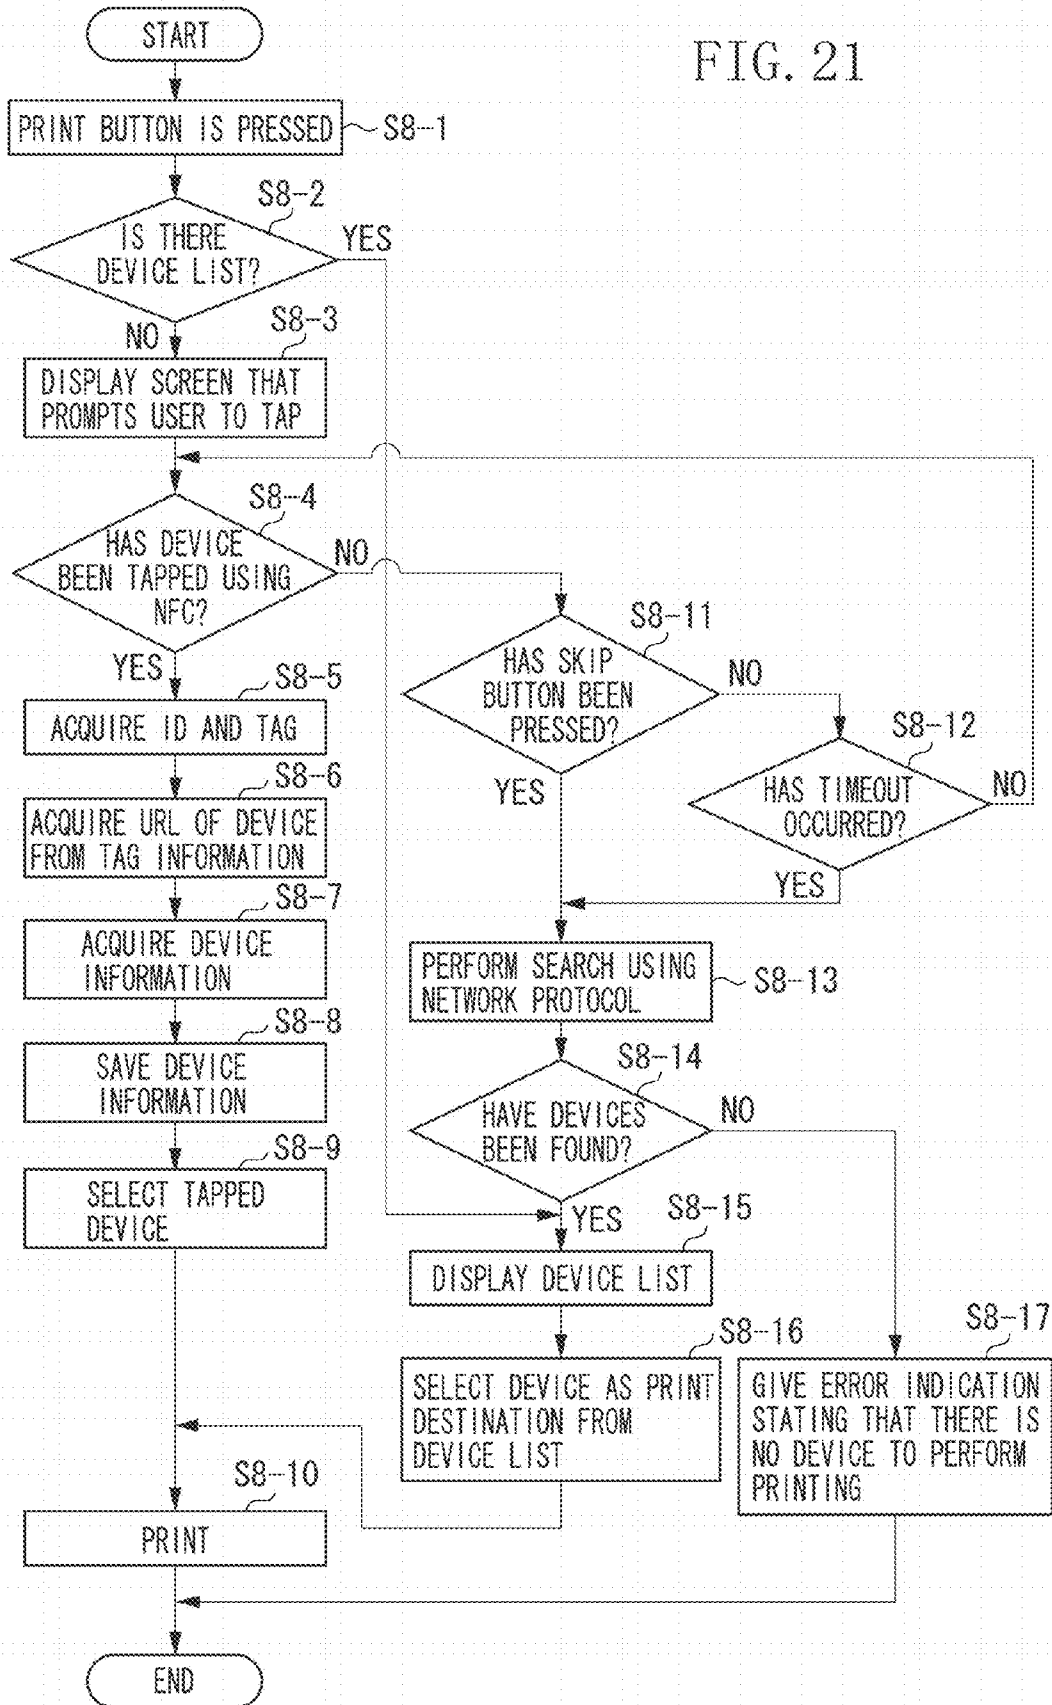 FIG. 21
START
PRINT BUTTON IS PRESSED
S8-1
S8-2
IS THERE
DEVICE LIST?
YES
NO
S8-3
DISPLAY SCREEN THAT
PROMPTS USER TO TAP
S8-4
HAS DEVICE
BEEN TAPPED USING
NFC?
NO
YES
S8-5
ACQUIRE ID AND TAG
S8-6
ACQUIRE URL OF DEVICE
FROM TAG INFORMATION
S8-7
ACQUIRE DEVICE
INFORMATION
S8-8
SAVE DEVICE
INFORMATION
S8-9
SELECT TAPPED
DEVICE
S8-10
PRINT
END
S8-11
HAS SKIP
BUTTON BEEN
PRESSED?
NO
YES
S8-12
HAS TIMEOUT
OCCURRED?
NO
YES
PERFORM SEARCH USING
NETWORK PROTOCOL
S8-13
S8-14
HAVE DEVICES
BEEN FOUND?
NO
YES
S8-15
DISPLAY DEVICE LIST
S8-16
SELECT DEVICE AS PRINT
DESTINATION FROM
DEVICE LIST
S8-17
GIVE ERROR INDICATION
STATING THAT THERE IS
NO DEVICE TO PERFORM
PRINTING